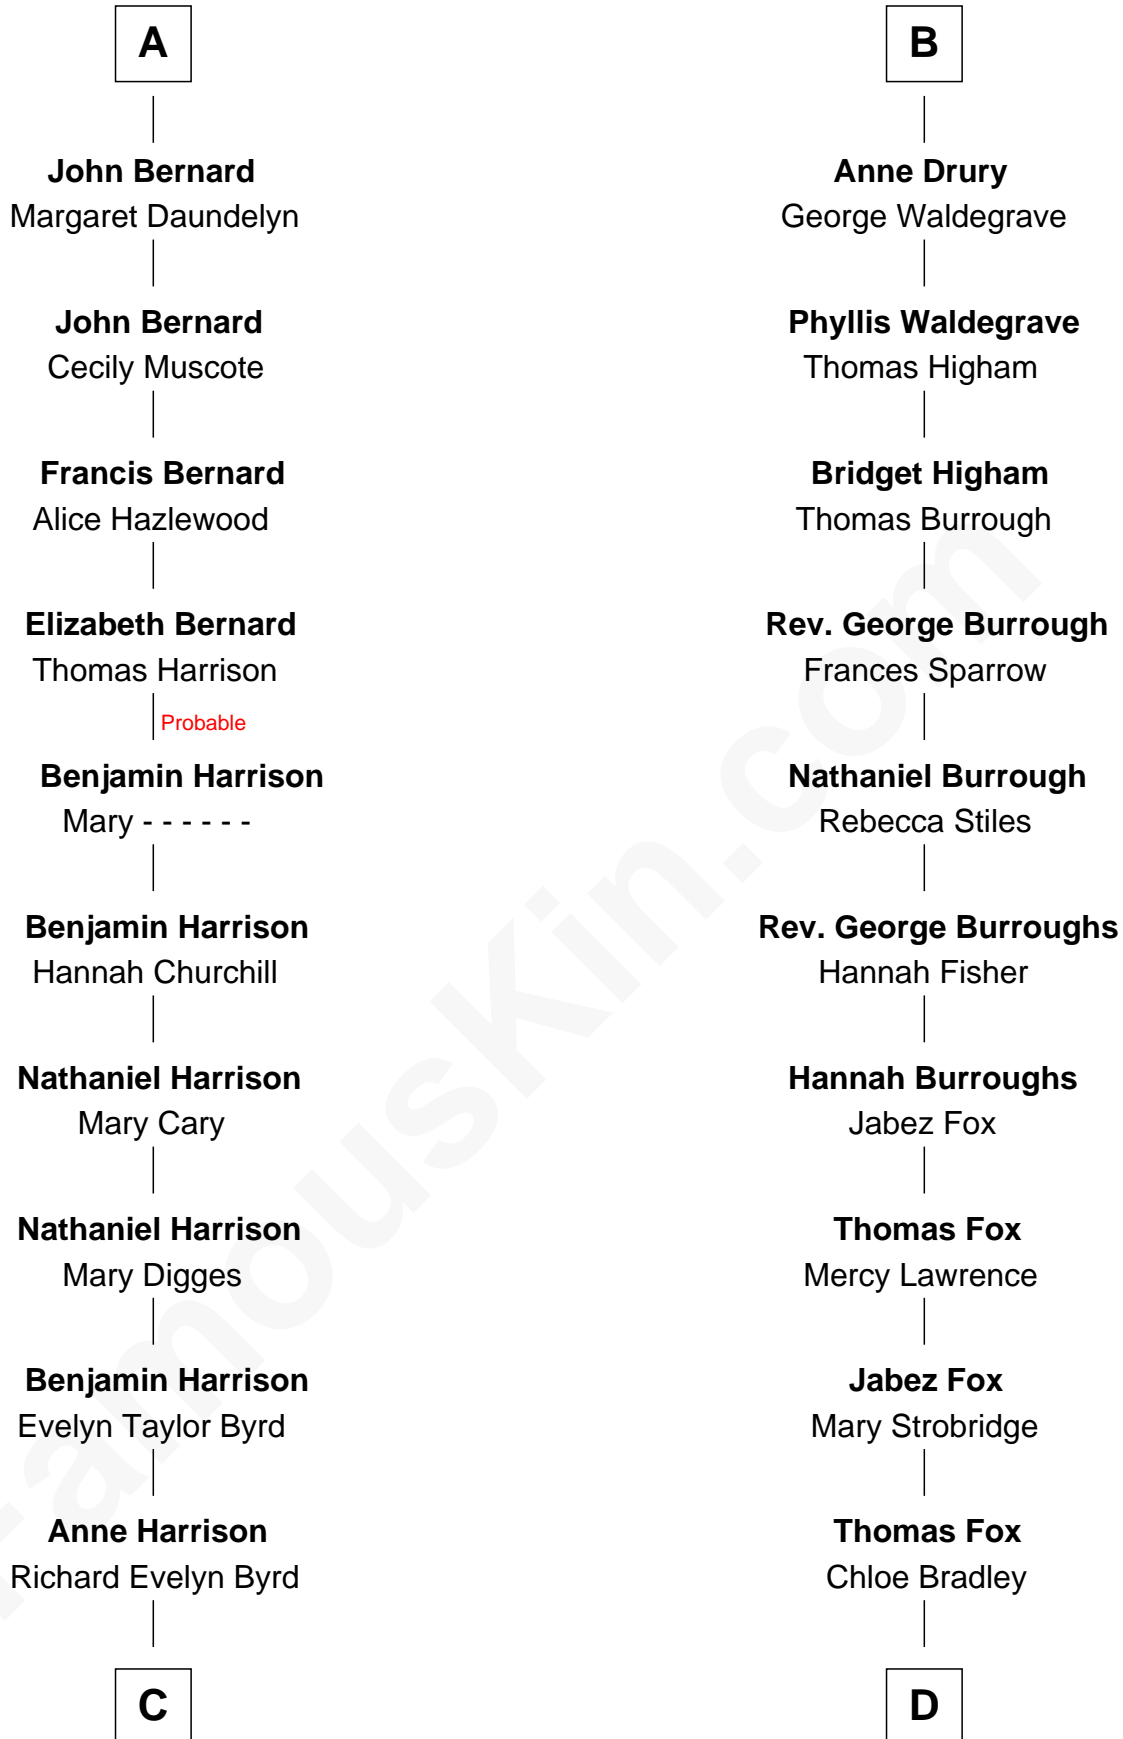 A
John Bernard
Margaret Daundelyn
John Bernard
Cecily Muscote
Francis Bernard
Alice Hazlewood
Elizabeth Bernard
Thomas Harrison
Probable
Benjamin Harrison
Mary - - - - - -
Benjamin Harrison
Hannah Churchill
Nathaniel Harrison
Mary Cary
Nathaniel Harrison
Mary Digges
Benjamin Harrison
Evelyn Taylor Byrd
Anne Harrison
Richard Evelyn Byrd
C
B
Anne Drury
George Waldegrave
Phyllis Waldegrave
Thomas Higham
Bridget Higham
Thomas Burrough
Rev. George Burrough
Frances Sparrow
Nathaniel Burrough
Rebecca Stiles
Rev. George Burroughs
Hannah Fisher
Hannah Burroughs
Jabez Fox
Thomas Fox
Mercy Lawrence
Jabez Fox
Mary Strobridge
Thomas Fox
Chloe Bradley
D
FamousKin.com